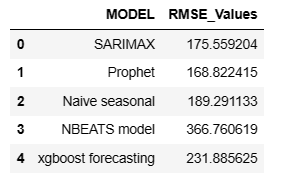 MODEL RMSE_Values
0 SARIMAX 175.559204
1 Prophet 168.822415
2 Naive seasonal 189.291133
3 NBEATS model 366.760619
4 xgboost forecasting 231.885625